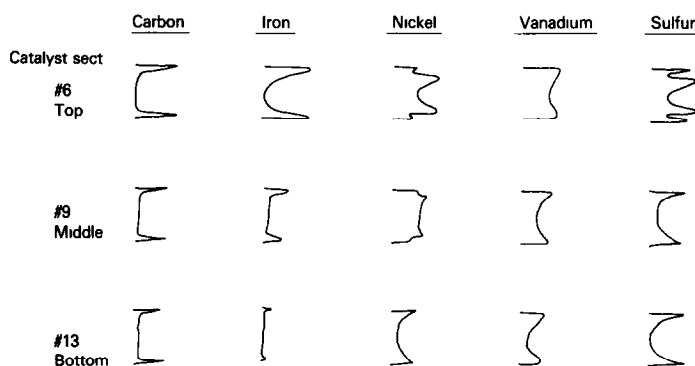 Carbon Iron Nickel Vanadium Sulfur
Catalyst sect
#6
Top
#9
Middle
#13
Bottom